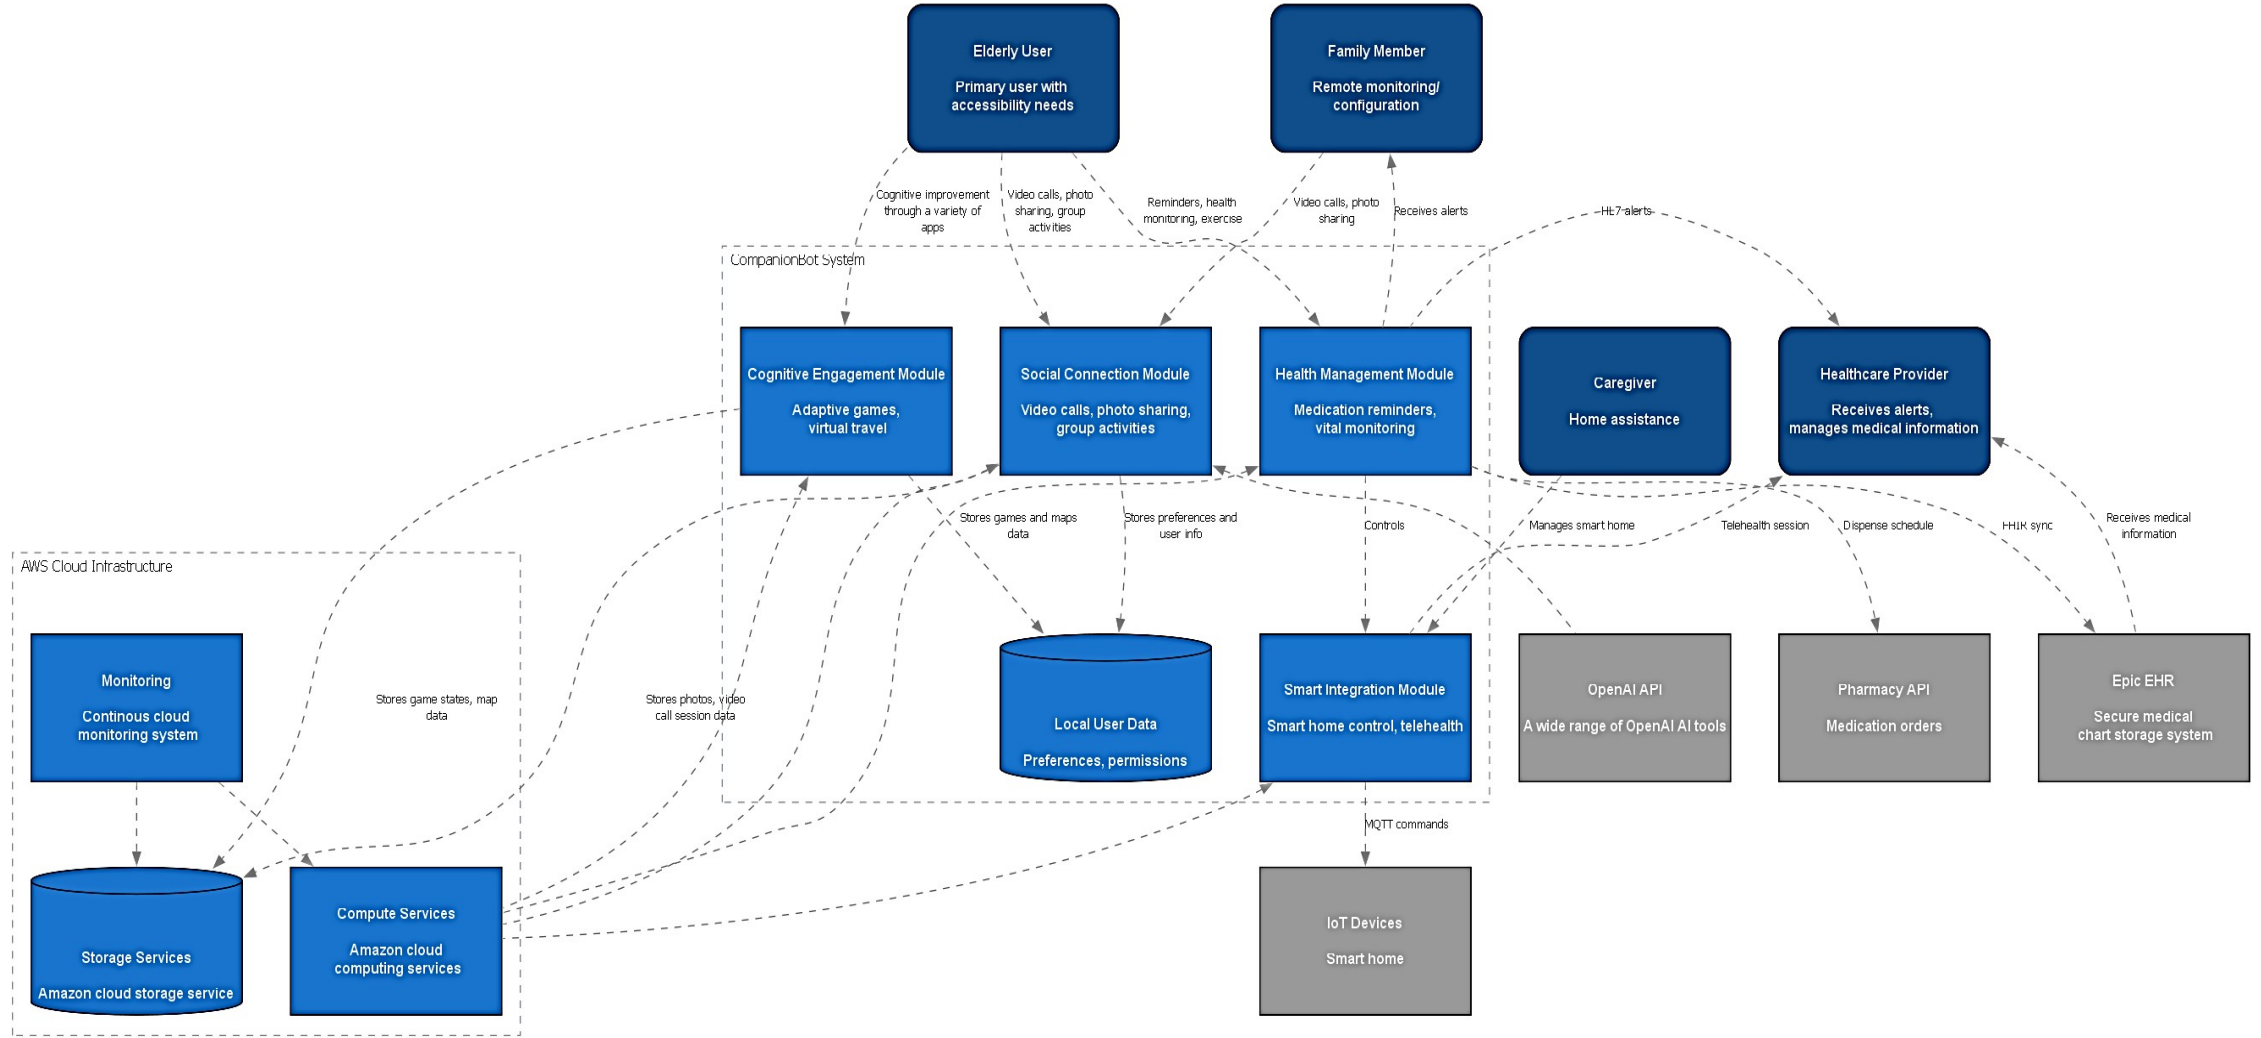 Elderly User
Primary user with
accessibility needs
Family Member
Remote monitoring/
configuration
Cognitive improvement
through a variety of
apps
Video calls, photo
sharing, group
activities
Reminders, health
monitoring, exercise
Video calls, photo
sharing
Receives alerts
HL7 alerts
CompanionBot System
Cognitive Engagement Module
Adaptive games,
virtual travel
Social Connection Module
Video calls, photo sharing,
group activities
Health Management Module
Medication reminders,
vital monitoring
Caregiver
Home assistance
Healthcare Provider
Receives alerts,
manages medical information
Stores games and maps
data
Stores preferences and
user info
Controls
Manages smart home
Telehealth session
Dispense schedule
FHIR sync
Receives medical
information
AWS Cloud Infrastructure
Monitoring
Continous cloud
monitoring system
Stores game states, map
data
Stores photos, video
call session data
Local User Data
Preferences, permissions
Smart Integration Module
Smart home control, telehealth
OpenAI API
A wide range of OpenAI AI tools
Pharmacy API
Medication orders
Epic EHR
Secure medical
chart storage system
MQTT commands
Storage Services
Amazon cloud storage service
Compute Services
Amazon cloud
computing services
IoT Devices
Smart home